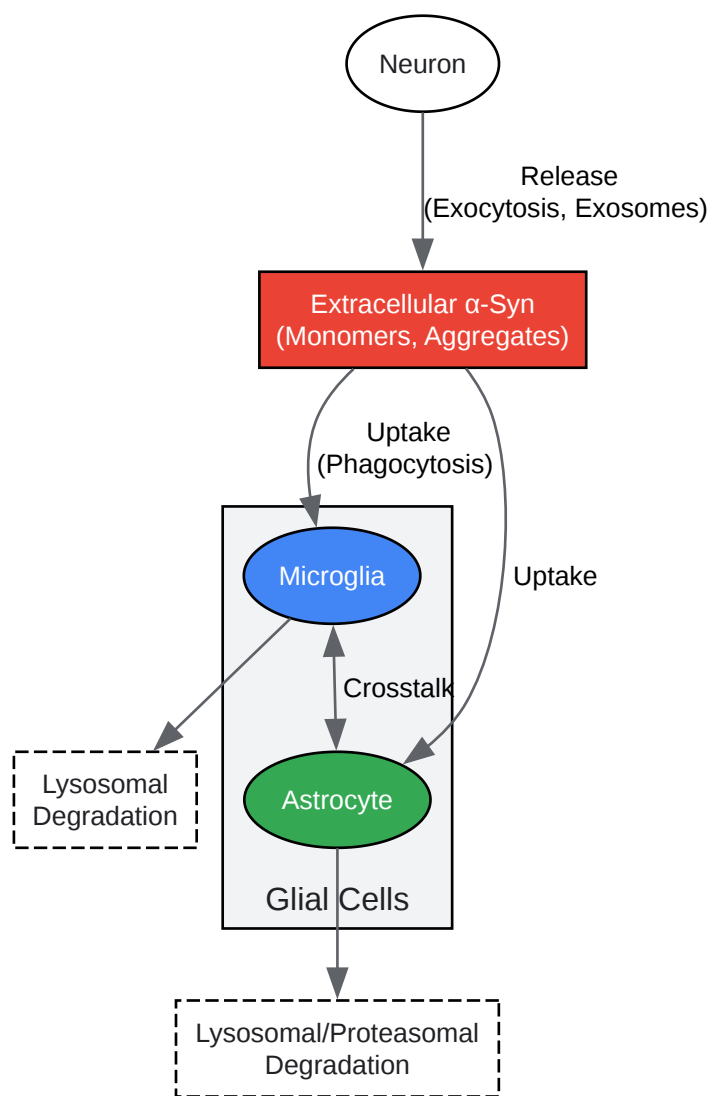 Neuron
Release
(Exocytosis, Exosomes)
Extracellular α-Syn
(Monomers, Aggregates)
Uptake
(Phagocytosis)
Microglia
Uptake
Crosstalk
Lysosomal
Degradation
Astrocyte
Glial Cells
Lysosomal/Proteasomal
Degradation